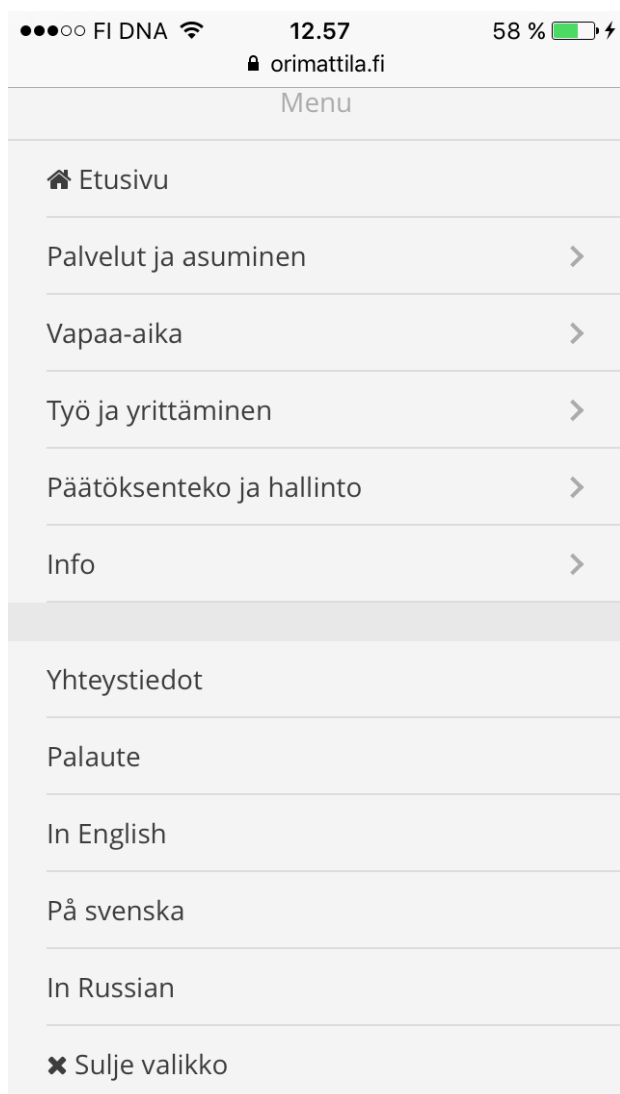 FI DNA 12.57 58 %
orimattila.fi
Menu
Etusivu
Palvelut ja asuminen
Vapaa-aika
Työ ja yrittäminen
Päätöksenteko ja hallinto
Info
Yhteystiedot
Palaute
In English
På svenska
In Russian
Sulje valikko